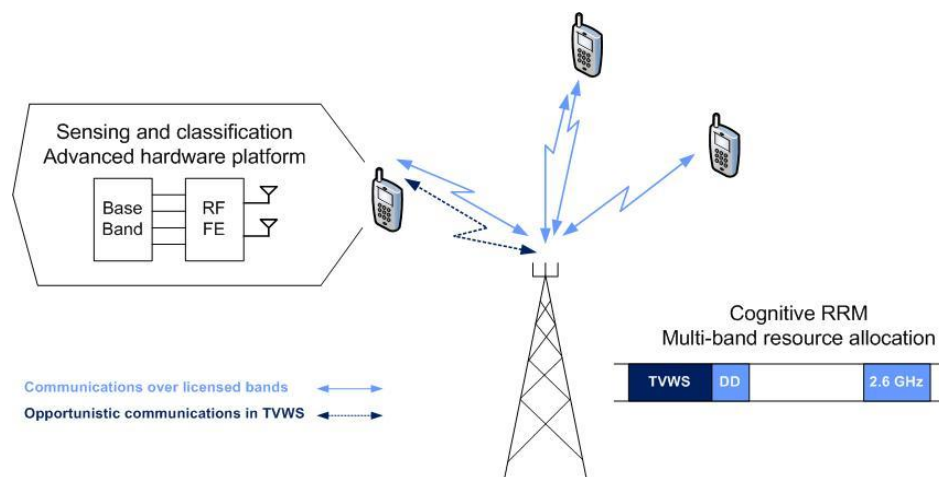 Sensing and classification
Advanced hardware platform
Base
Band
RF
FE
Cognitive RRM
Multi-band resource allocation
TVWS
DD
2.6 GHz
Communications over licensed bands
Opportunistic communications in TVWS